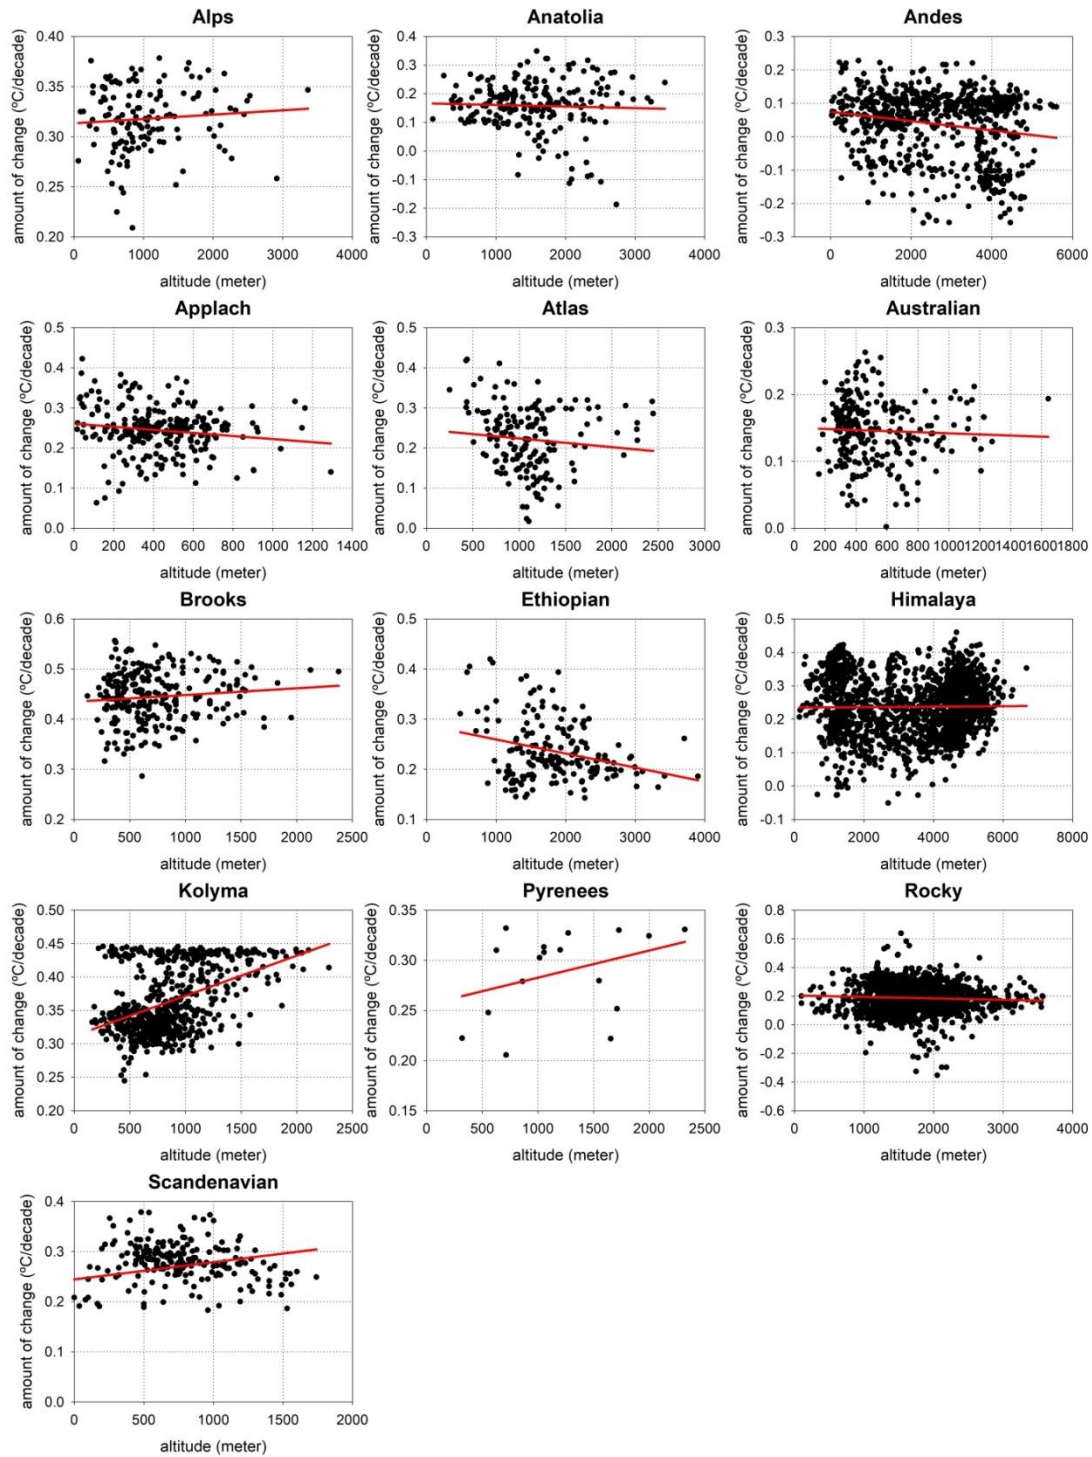 Alps
Anatolia
Andes
amount of change (ºC/decade)
0.40
0.35
0.30
0.25
0.20
0 1000 2000 3000 4000
altitude (meter)
amount of change (ºC/decade)
0.4
0.3
0.2
0.1
0.0
-0.1
-0.2
-0.3
0 1000 2000 3000 4000
altitude (meter)
amount of change (ºC/decade)
0.3
0.2
0.1
0.0
-0.1
-0.2
-0.3
0 2000 4000 6000
altitude (meter)
Applach
Atlas
Australian
amount of change (ºC/decade)
0.5
0.4
0.3
0.2
0.1
0.0
0 200 400 600 800 1000 1200 1400
altitude (meter)
amount of change (ºC/decade)
0.5
0.4
0.3
0.2
0.1
0.0
0 500 1000 1500 2000 2500 3000
altitude (meter)
amount of change (ºC/decade)
0.3
0.2
0.1
0.0
0 200 400 600 800 10001200 14001600 1800
altitude (meter)
Brooks
Ethiopian
Himalaya
amount of change (ºC/decade)
0.6
0.5
0.4
0.3
0.2
0 500 1000 1500 2000 2500
altitude (meter)
amount of change (ºC/decade)
0.5
0.4
0.3
0.2
0.1
0 1000 2000 3000 4000
altitude (meter)
amount of change (ºC/decade)
0.5
0.4
0.3
0.2
0.1
0.0
-0.1
0 2000 4000 6000 8000
altitude (meter)
Kolyma
Pyrenees
Rocky
amount of change (ºC/decade)
0.50
0.45
0.40
0.35
0.30
0.25
0.20
0 500 1000 1500 2000 2500
altitude (meter)
amount of change (ºC/decade)
0.35
0.30
0.25
0.20
0.15
0 500 1000 1500 2000 2500
altitude (meter)
amount of change (ºC/decade)
0.8
0.6
0.4
0.2
0.0
-0.2
-0.4
-0.6
0 1000 2000 3000 4000
altitude (meter)
Scandenavian
amount of change (ºC/decade)
0.4
0.3
0.2
0.1
0.0
0 500 1000 1500 2000
altitude (meter)